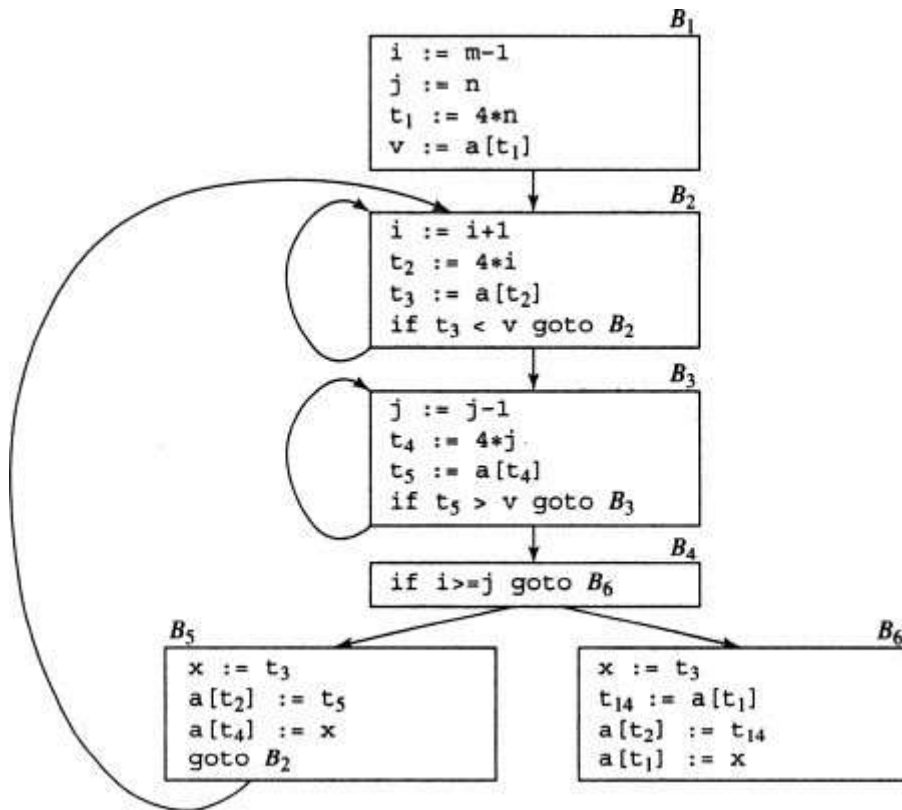 B1
i := m-1
j := n
t1 := 4*n
v := a[t1]
B2
i := i+1
t2 := 4*i
t3 := a[t2]
if t3 < v goto B2
B3
j := j-1
t4 := 4*j
t5 := a[t4]
if t5 > v goto B3
B4
if i>=j goto B6
B5
x := t3
a[t2] := t5
a[t4] := x
goto B2
B6
x := t3
t14 := a[t1]
a[t2] := t14
a[t1] := x